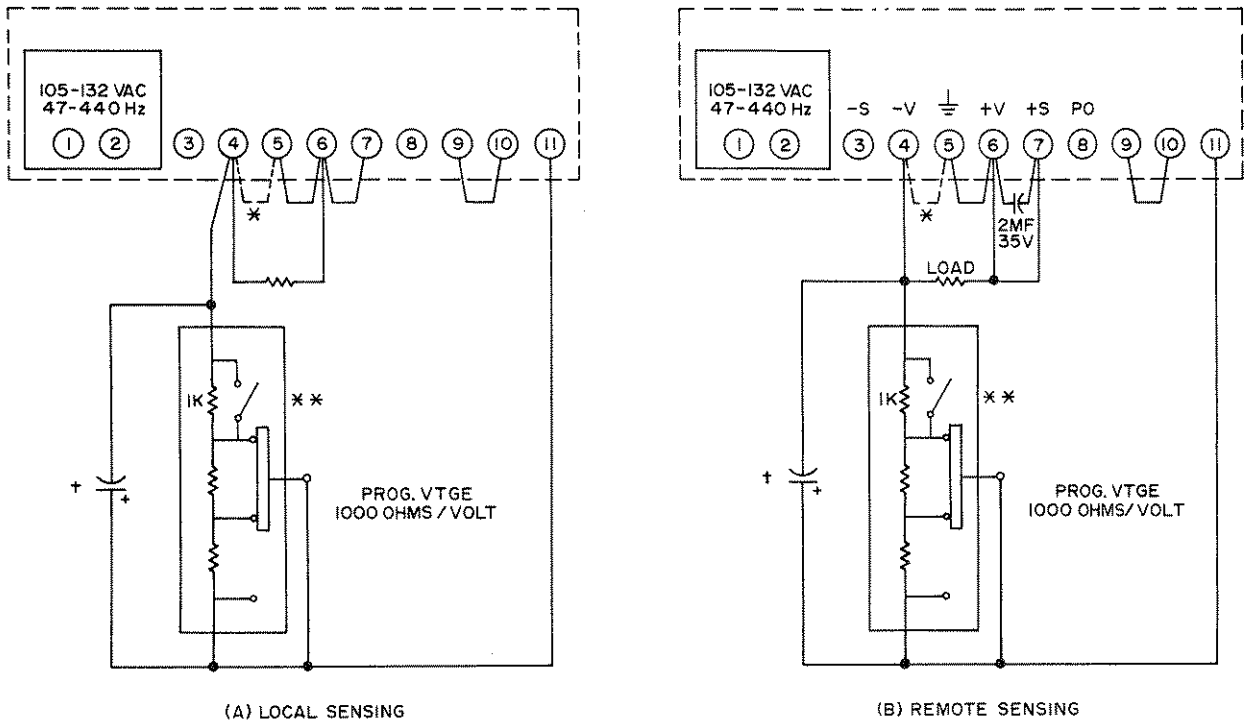 105-132 VAC
47-440 Hz
1 2 3 4 5 6 7 8 9 10 11
*
1K
* *
†
+
PROG. VTGE
1000 OHMS / VOLT
(A) LOCAL SENSING
105-132 VAC
47-440 Hz
-S -V +V +S PO
1 2 3 4 5 6 7 8 9 10 11
*
2MF
35V
LOAD
1K
* *
†
+
PROG. VTGE
1000 OHMS/VOLT
(B) REMOTE SENSING